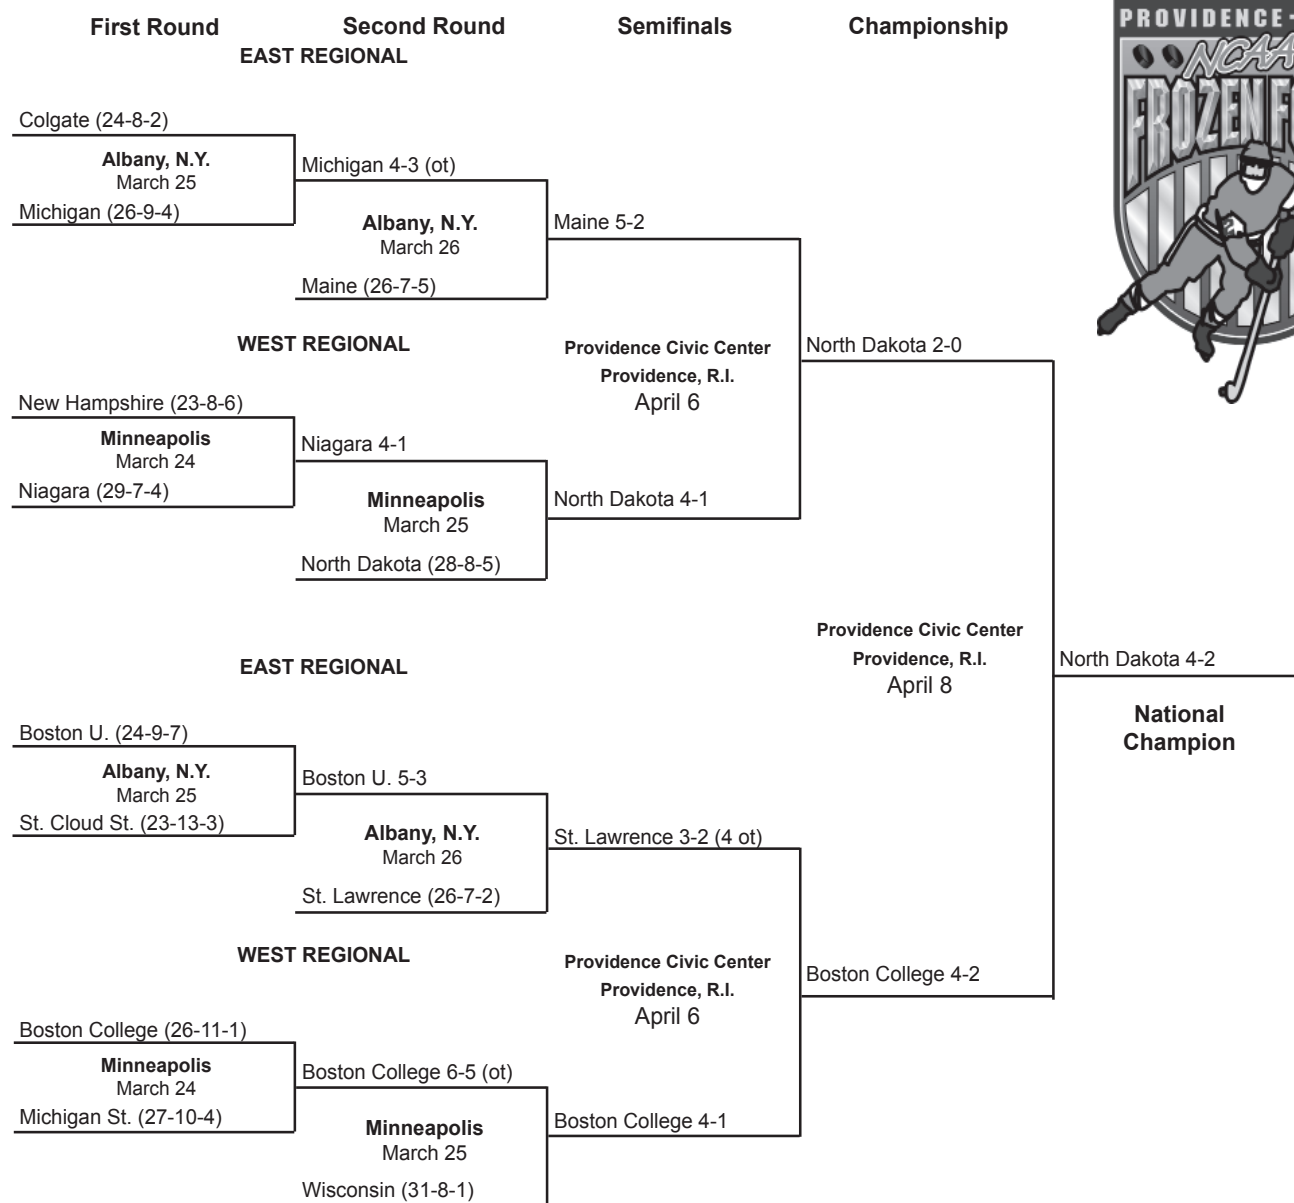 First Round
Second Round
Semifinals
Championship
PROVIDENCE
NCAA
EAST REGIONAL
Colgate (24-8-2)
Albany, N.Y.
March 25
Michigan (26-9-4)
Michigan 4-3 (ot)
Albany, N.Y.
March 26
Maine (26-7-5)
Maine 5-2
WEST REGIONAL
New Hampshire (23-8-6)
Minneapolis
March 24
Niagara (29-7-4)
Niagara 4-1
Minneapolis
March 25
North Dakota (28-8-5)
North Dakota 4-1
Providence Civic Center
Providence, R.I.
April 6
North Dakota 2-0
FROZEN
Providence Civic Center
Providence, R.I.
April 8
North Dakota 4-2
National
Champion
EAST REGIONAL
Boston U. (24-9-7)
Albany, N.Y.
March 25
St. Cloud St. (23-13-3)
Boston U. 5-3
Albany, N.Y.
March 26
St. Lawrence (26-7-2)
St. Lawrence 3-2 (4 ot)
WEST REGIONAL
Providence Civic Center
Providence, R.I.
April 6
Boston College 4-2
Boston College (26-11-1)
Minneapolis
March 24
Michigan St. (27-10-4)
Boston College 6-5 (ot)
Minneapolis
March 25
Wisconsin (31-8-1)
Boston College 4-1